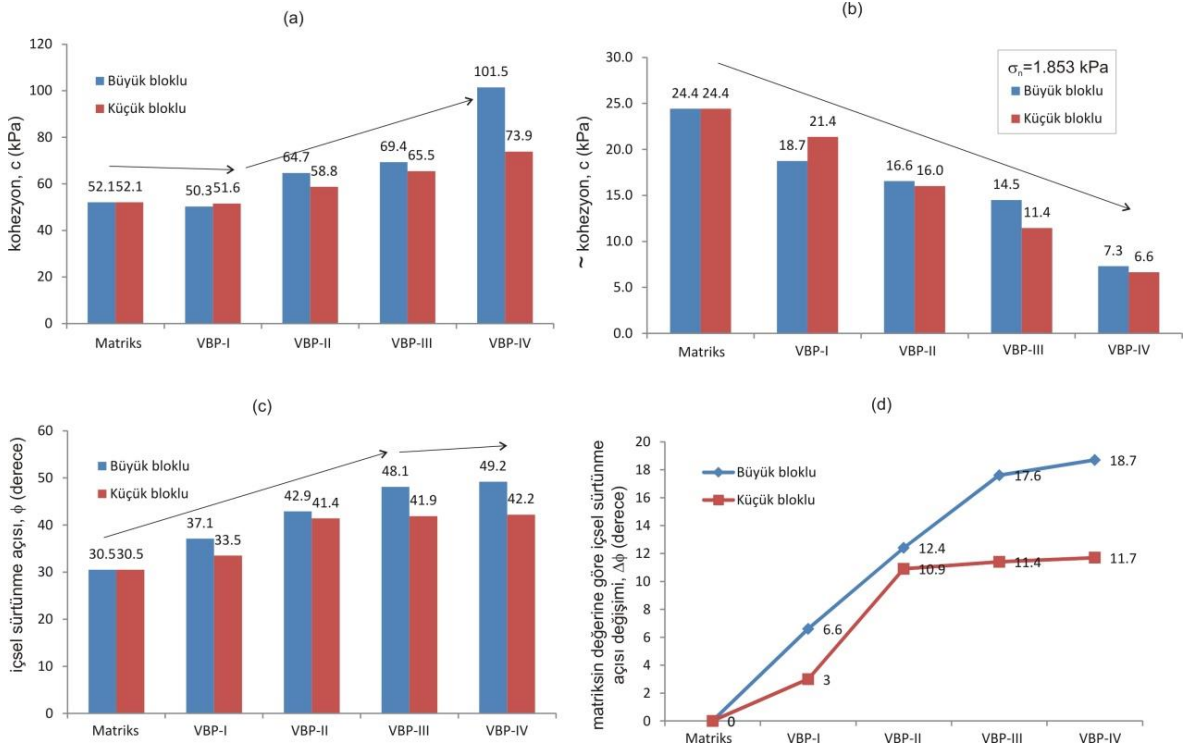 (a)
kohezyon, c (kPa)
120
100
80
60
40
20
0
Büyük bloklu
Küçük bloklu
52.1 52.1
50.3 51.6
64.7 58.8
69.4 65.5
101.5 73.9
Matriks VBP-I VBP-II VBP-III VBP-IV
(b)
~ kohezyon, c (kPa)
30.0
25.0
20.0
15.0
10.0
5.0
0.0
σn=1.853 kPa
Büyük bloklu
Küçük bloklu
24.4 24.4
18.7 21.4
16.6 16.0
14.5 11.4
7.3 6.6
Matriks VBP-I VBP-II VBP-III VBP-IV
(c)
içsel sürtünme açısı, ϕ (derece)
60
50
40
30
20
10
0
Büyük bloklu
Küçük bloklu
30.5 30.5
37.1 33.5
42.9 41.4
48.1 41.9
49.2 42.2
Matriks VBP-I VBP-II VBP-III VBP-IV
(d)
matriksin değerine göre içsel sürtünme
açısı değişimi, Δϕ (derece)
20
18
16
14
12
10
8
6
4
2
0
Büyük bloklu
Küçük bloklu
0
6.6
3
12.4
10.9
17.6
11.4
18.7
11.7
Matriks VBP-I VBP-II VBP-III VBP-IV